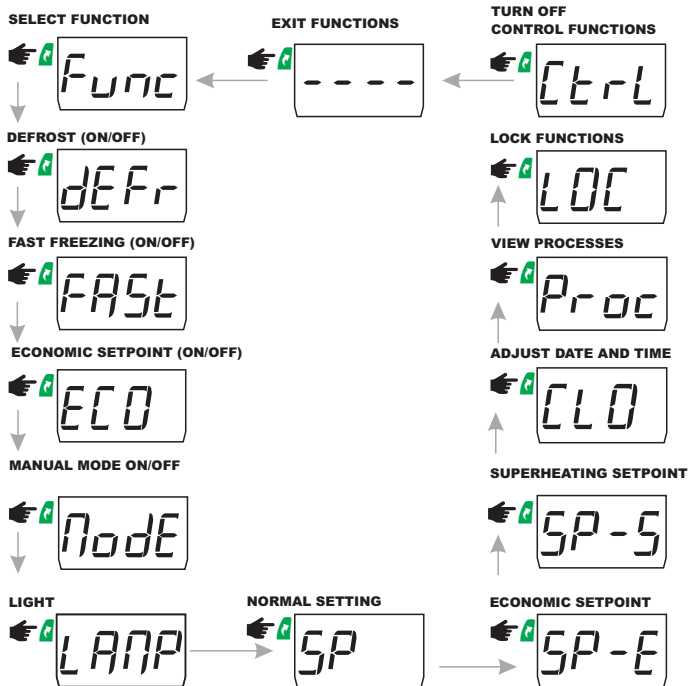 SELECT FUNCTION
Func
EXIT FUNCTIONS
- - - -
TURN OFF
CONTROL FUNCTIONS
CtrL
DEFROST (ON/OFF)
dEFr
LOCK FUNCTIONS
LOC
FAST FREEZING (ON/OFF)
FASt
VIEW PROCESSES
Proc
ECONOMIC SETPOINT (ON/OFF)
ECO
ADJUST DATE AND TIME
CLO
MANUAL MODE ON/OFF
ModE
SUPERHEATING SETPOINT
SP-S
LIGHT
LAMP
NORMAL SETTING
SP
ECONOMIC SETPOINT
SP-E